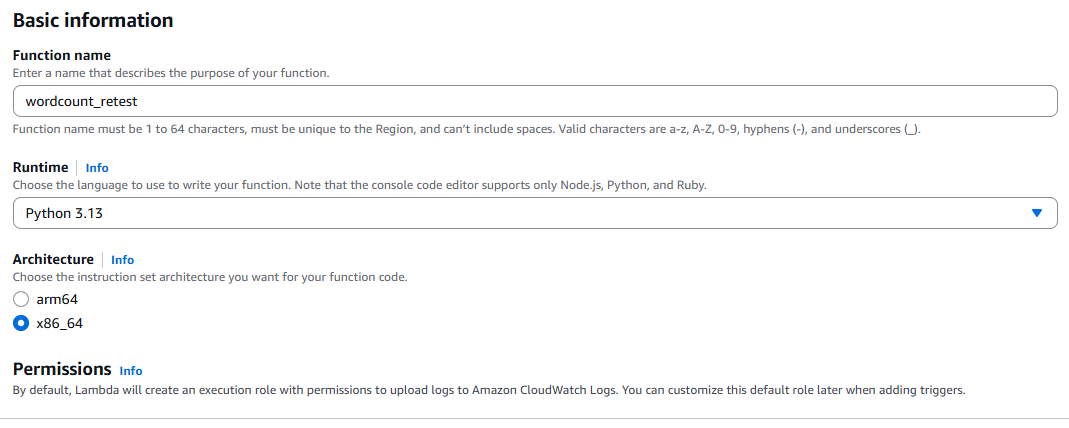 Basic information
Function name
Enter a name that describes the purpose of your function.
wordcount_retest
Function name must be 1 to 64 characters, must be unique to the Region, and can't include spaces. Valid characters are a-z, A-Z, 0-9, hyphens (-), and underscores (_).
Runtime Info
Choose the language to use to write your function. Note that the console code editor supports only Node.js, Python, and Ruby.
Python 3.13
Architecture Info
Choose the instruction set architecture you want for your function code.
arm64
x86_64
Permissions Info
By default, Lambda will create an execution role with permissions to upload logs to Amazon CloudWatch Logs. You can customize this default role later when adding triggers.